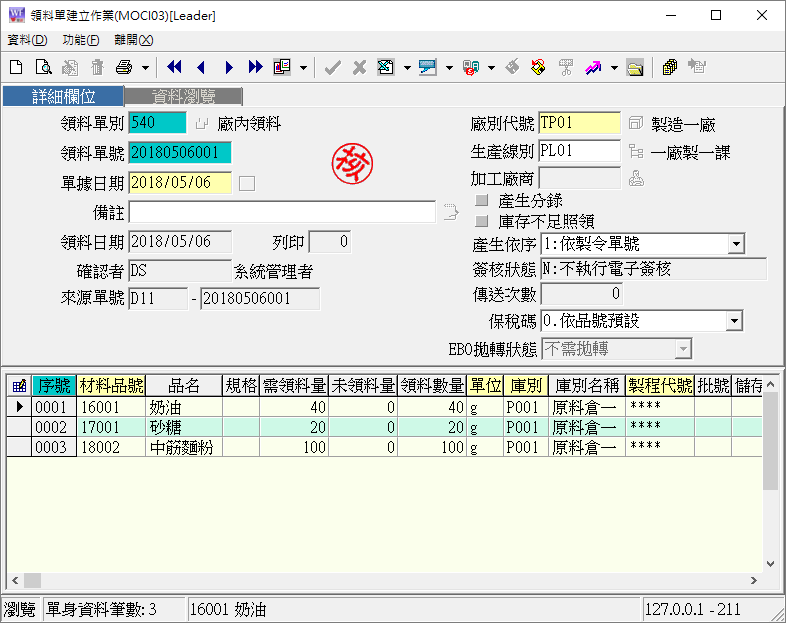 領料單建立作業(MOCI03)[Leader]
資料(D) 功能(F) 離開(X)
詳細欄位 資料瀏覽
領料單別 540 廠內領料
領料單號 20180506001
單據日期 2018/05/06
備註
領料日期 2018/05/06 列印 0
確認者 DS 系統管理者
來源單號 D11 - 20180506001
核
廠別代號 TP01 製造一廠
生產線別 PL01 一廠製一課
加工廠商
產生分錄
庫存不足照領
產生依序 1:依製令單號
簽核狀態 N:不執行電子簽核
傳送次數 0
保稅碼 0.依品號預設
EBO拋轉狀態 不需拋轉
序號 材料品號 品名 規格 需領料量 未領料量 領料數量 單位 庫別 庫別名稱 製程代號 批號 儲存
0001 16001 奶油 40 0 40 g P001 原料倉一 ****
0002 17001 砂糖 20 0 20 g P001 原料倉一 ****
0003 18002 中筋麵粉 100 0 100 g P001 原料倉一 ****
瀏覽 單身資料筆數: 3 16001 奶油 127.0.0.1 - 211